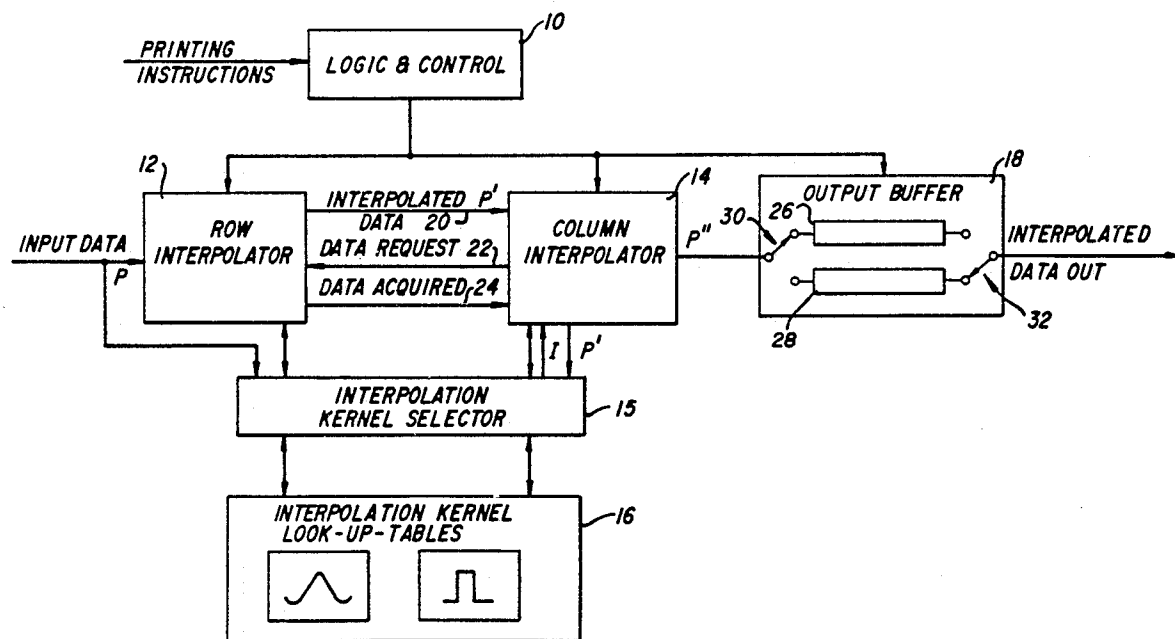 10
PRINTING
INSTRUCTIONS
LOGIC & CONTROL
12
14
18
ROW
INTERPOLATOR
INTERPOLATED P'
DATA 20
DATA REQUEST 22
DATA ACQUIRED 24
COLUMN
INTERPOLATOR
INPUT DATA
P
P"
OUTPUT BUFFER
30
26
28
32
INTERPOLATED
DATA OUT
I
P'
INTERPOLATION
KERNEL SELECTOR
15
INTERPOLATION KERNEL
LOOK-UP-TABLES
16